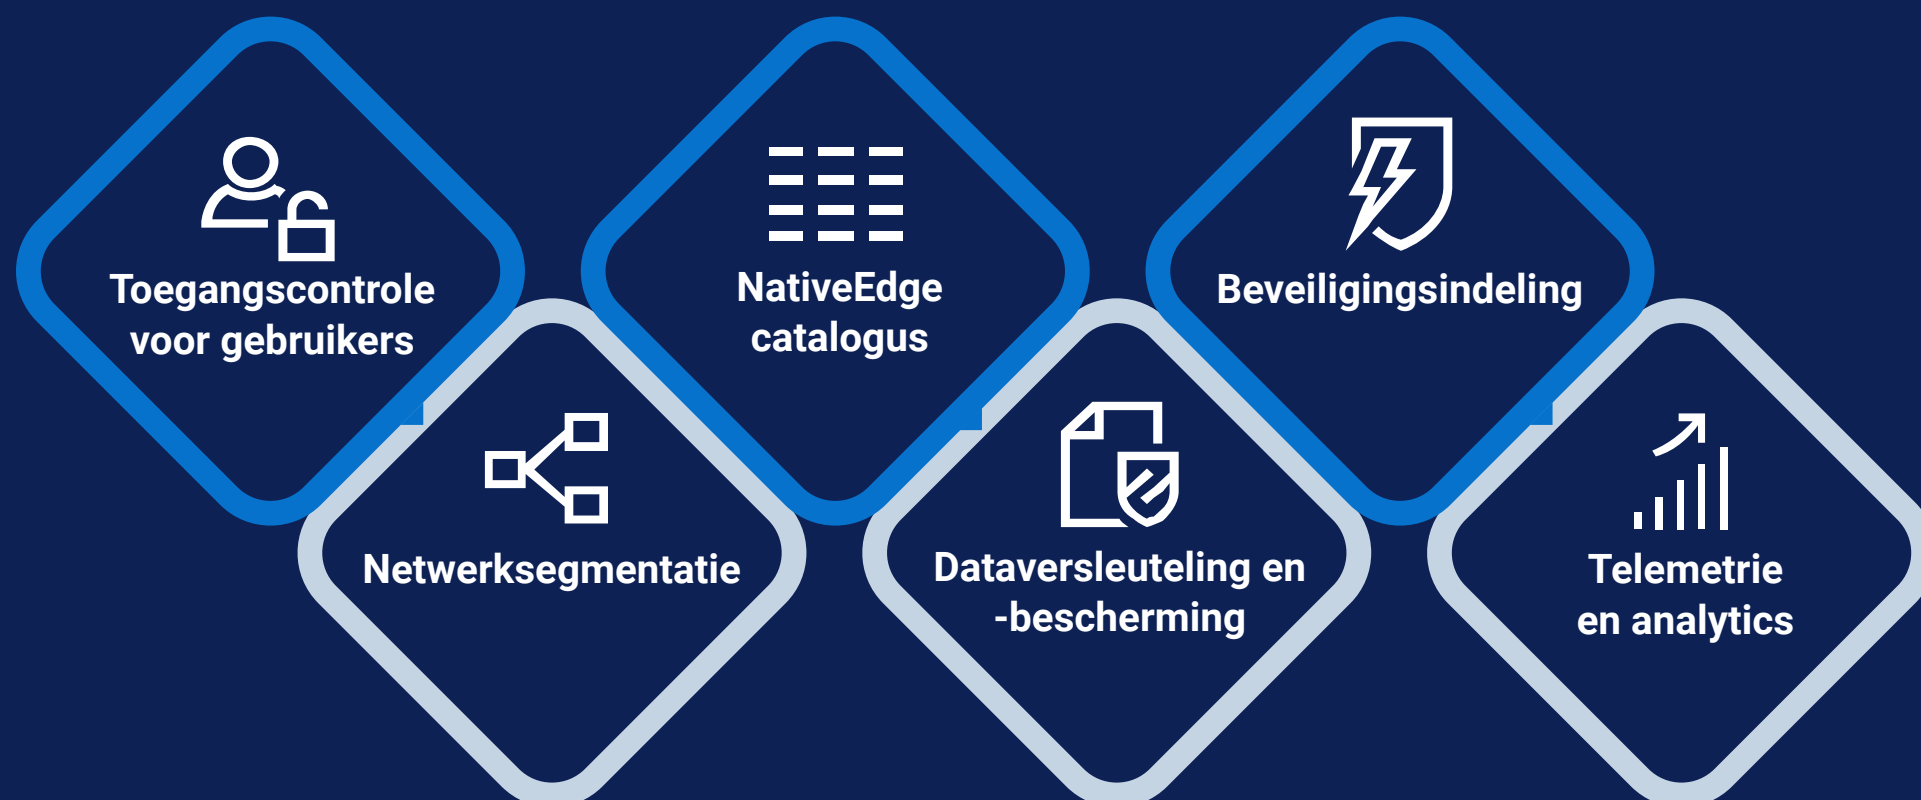 Toegangscontrole
voor gebruikers
Netwerksegmentatie
NativeEdge
catalogus
Dataversleuteling en
-bescherming
Beveiligingsindeling
Telemetrie
en analytics